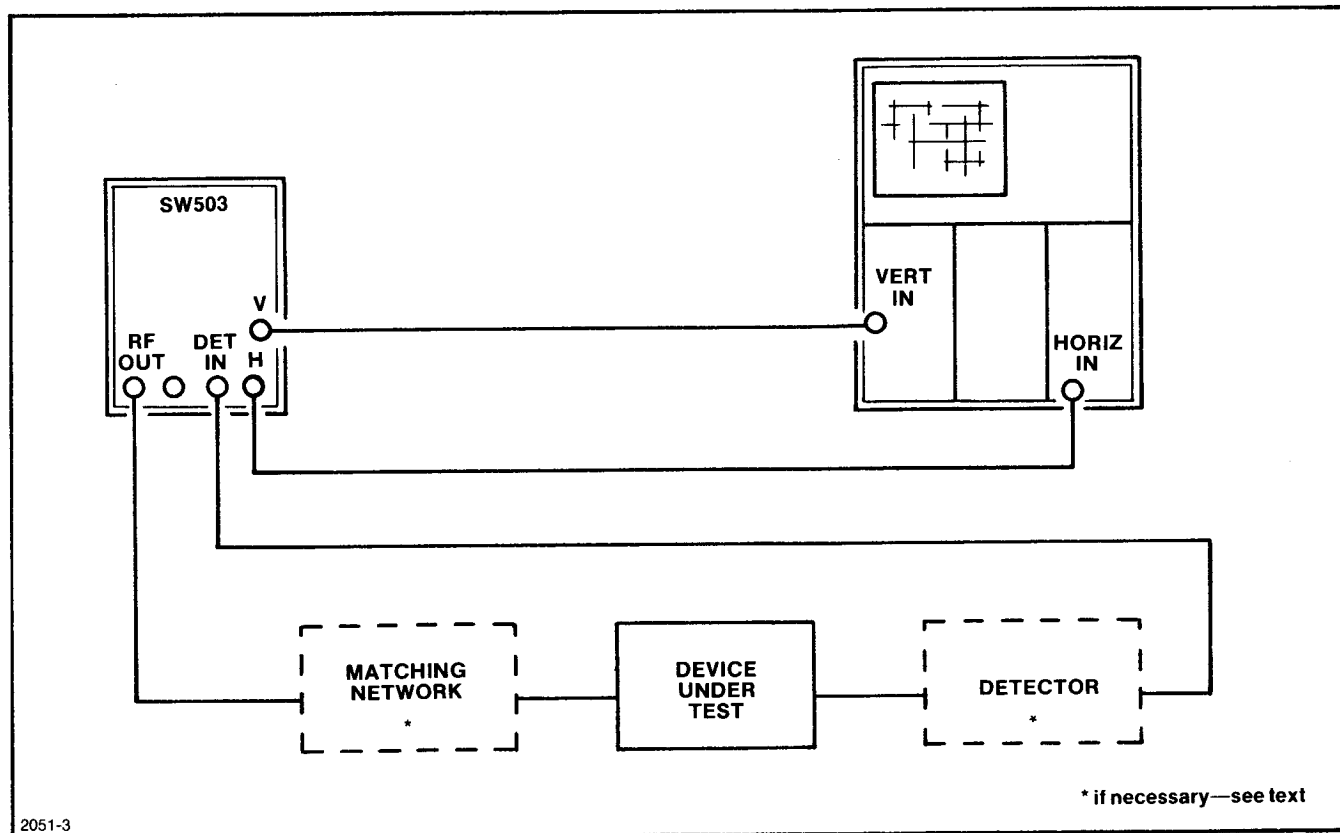 SW503
V
RF
OUT
DET
IN
H
VERT
IN
HORIZ
IN
MATCHING
NETWORK
*
DEVICE
UNDER
TEST
DETECTOR
*
* if necessary—see text
2051-3